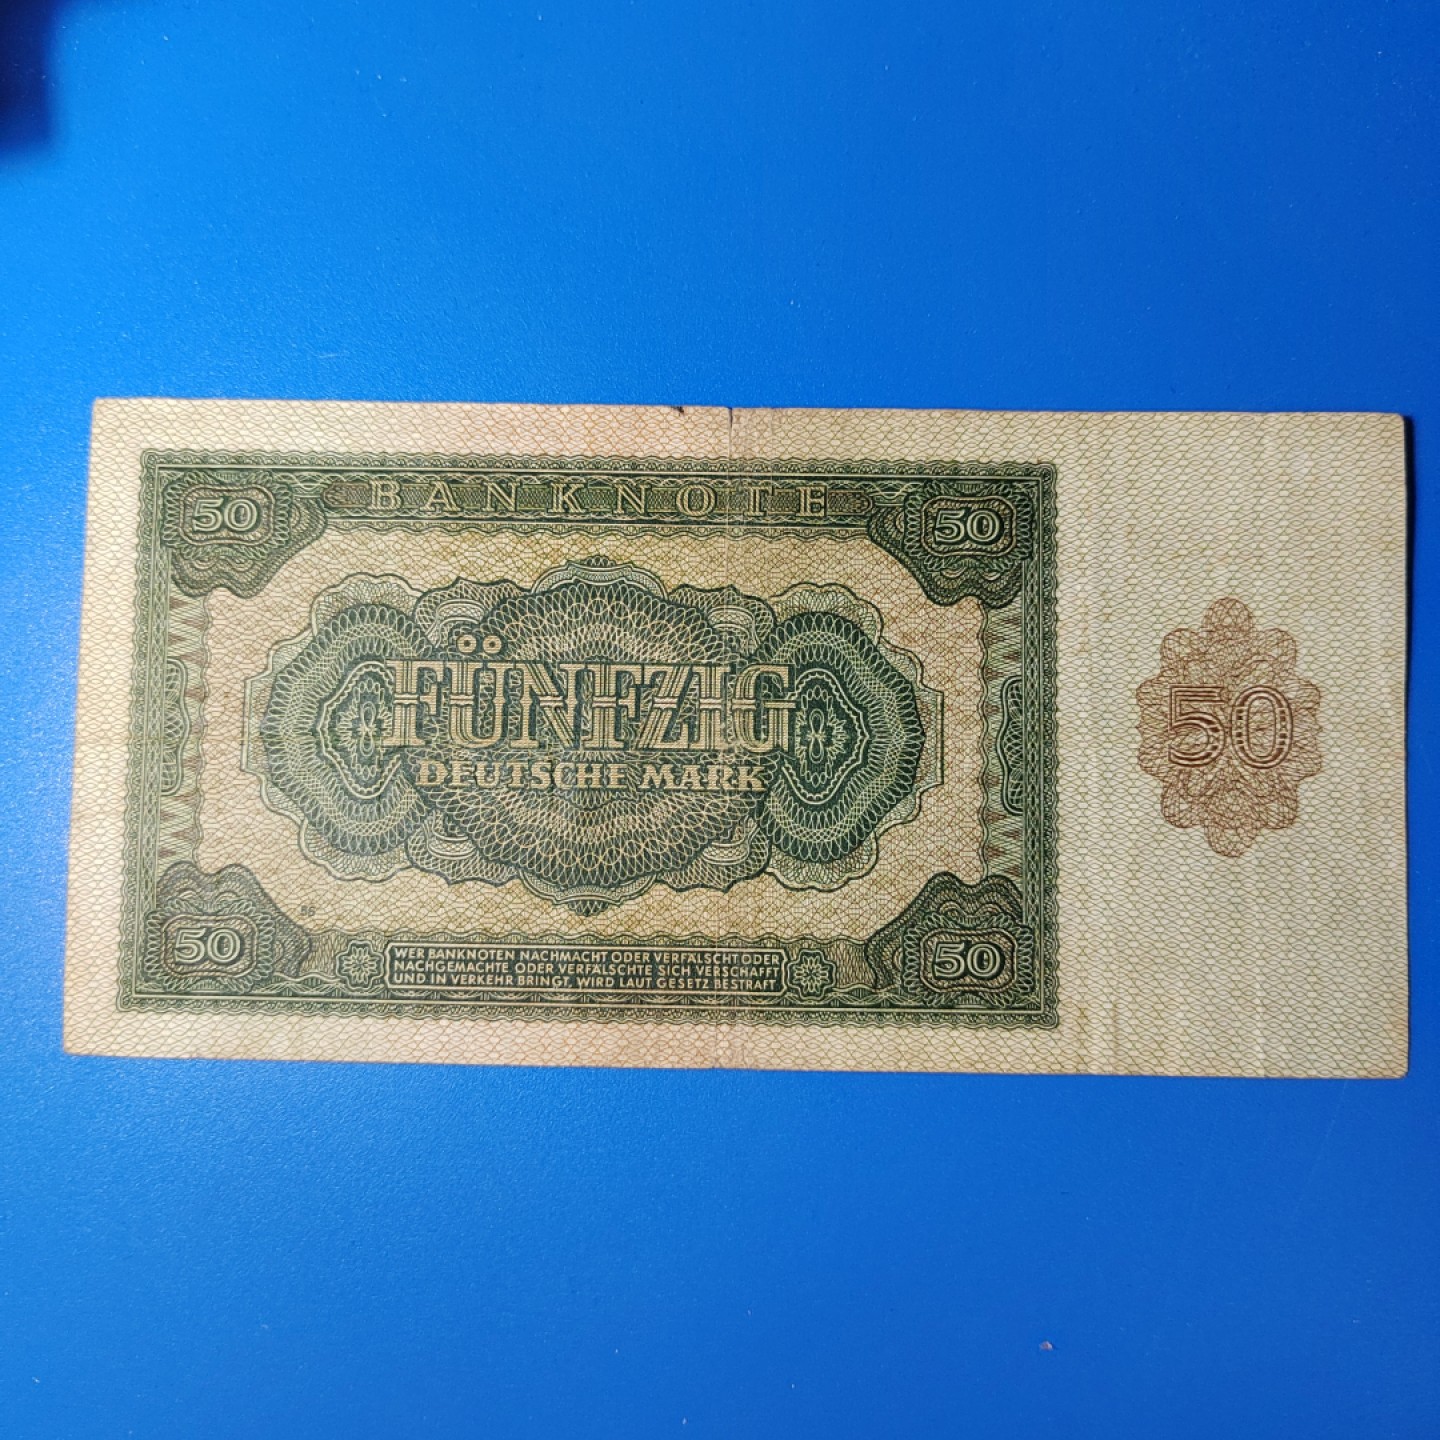 BANKNOTE
50
50
FÜNFZIG
DEUTSCHE MARK
50
50
WER BANKNOTEN NACHMACHT ODER VERFÄLSCHT ODER
NACHGEMACHTE ODER VERFÄLSCHTE SICH VERSCHAFFT
UND IN VERKEHR BRINGT, WIRD LAUT GESETZ BESTRAFT
50